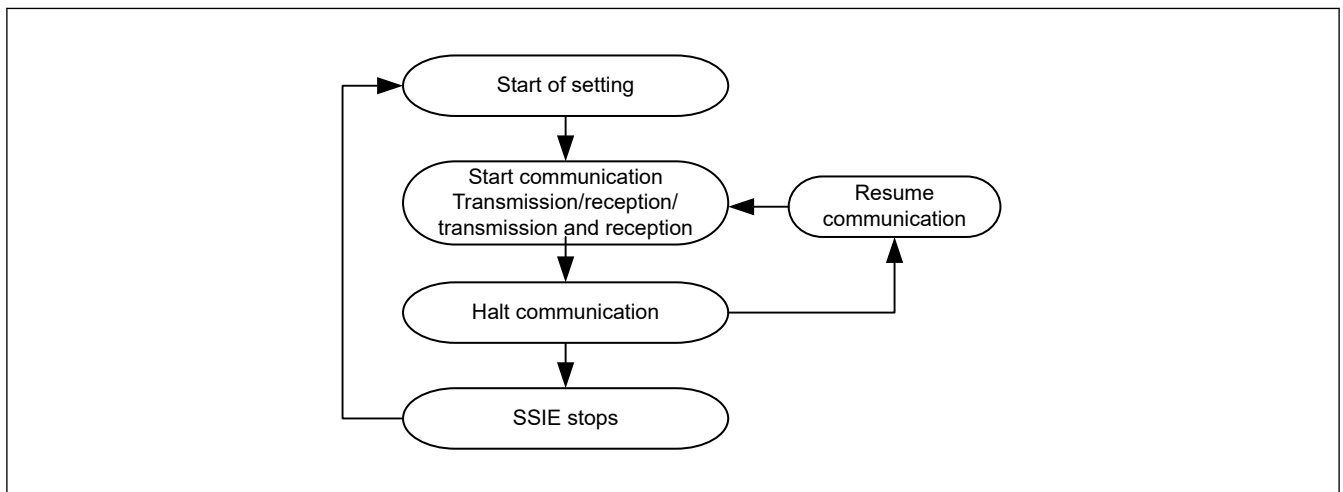 Start of setting
Start communication
Transmission/reception/
transmission and reception
Resume
communication
Halt communication
SSIE stops